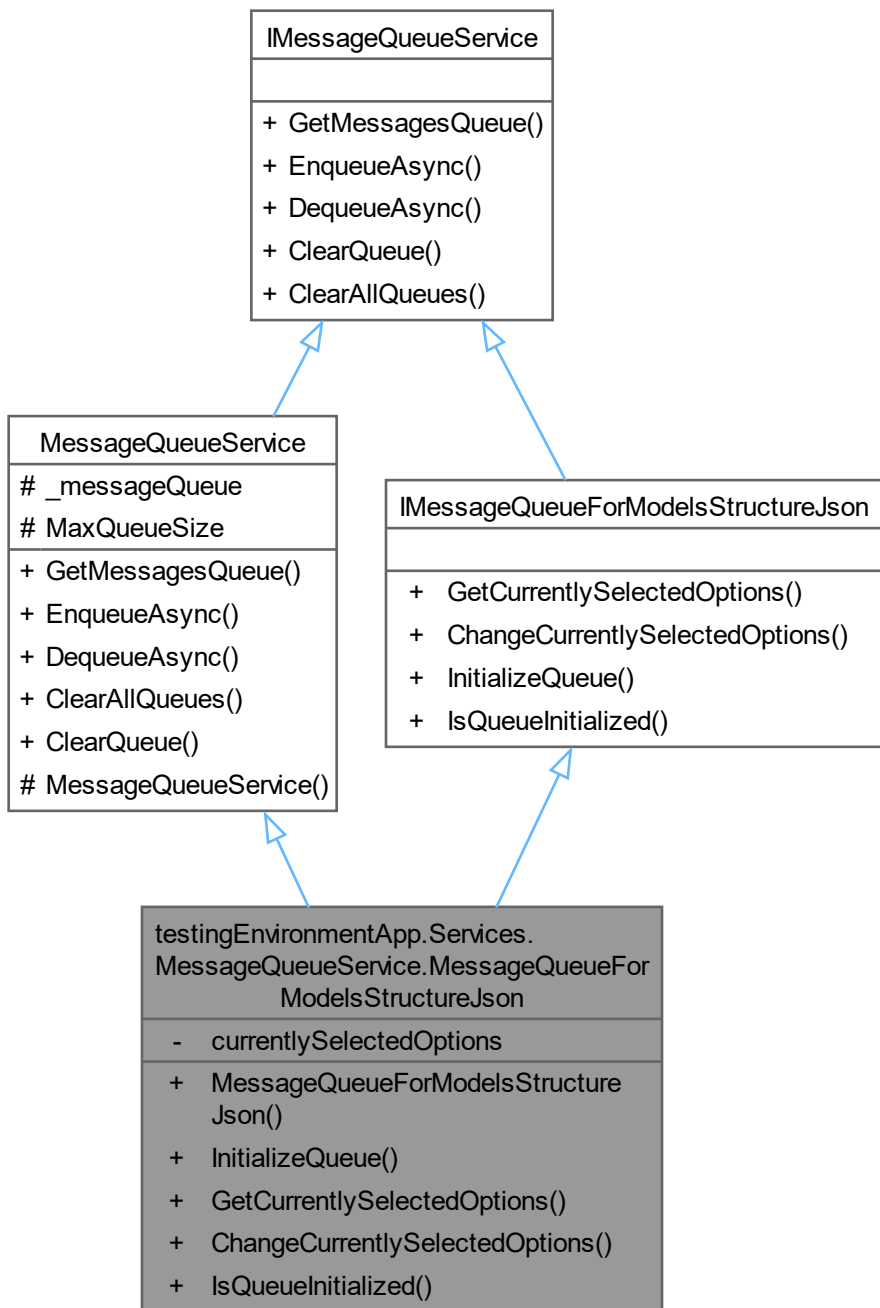 IMessageQueueService
+ GetMessagesQueue()
+ EnqueueAsync()
+ DequeueAsync()
+ ClearQueue()
+ ClearAllQueues()
MessageQueueService
# _messageQueue
# MaxQueueSize
+ GetMessagesQueue()
+ EnqueueAsync()
+ DequeueAsync()
+ ClearAllQueues()
+ ClearQueue()
# MessageQueueService()
IMessageQueueForModelsStructureJson
+ GetCurrentlySelectedOptions()
+ ChangeCurrentlySelectedOptions()
+ InitializeQueue()
+ IsQueueInitialized()
testingEnvironmentApp.Services.
MessageQueueService.MessageQueueFor
ModelsStructureJson
- currentlySelectedOptions
+ MessageQueueForModelsStructure
Json()
+ InitializeQueue()
+ GetCurrentlySelectedOptions()
+ ChangeCurrentlySelectedOptions()
+ IsQueueInitialized()